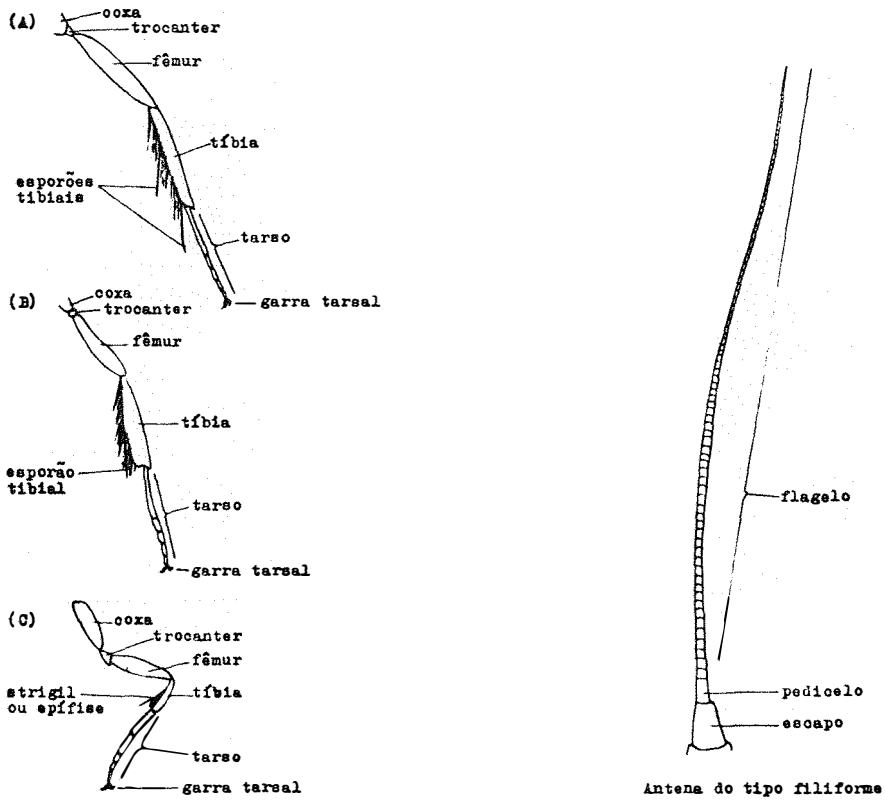 (A)
coxa
trocanter
fêmur
tíbia
esporões
tibiais
tarso
garra tarsal
(B)
coxa
trocanter
fêmur
tíbia
esporão
tibial
tarso
garra tarsal
(C)
coxa
trocanter
fêmur
tíbia
strigil
ou epífise
tarso
garra tarsal
flagelo
pedicelo
escapo
Antena do tipo filiforme